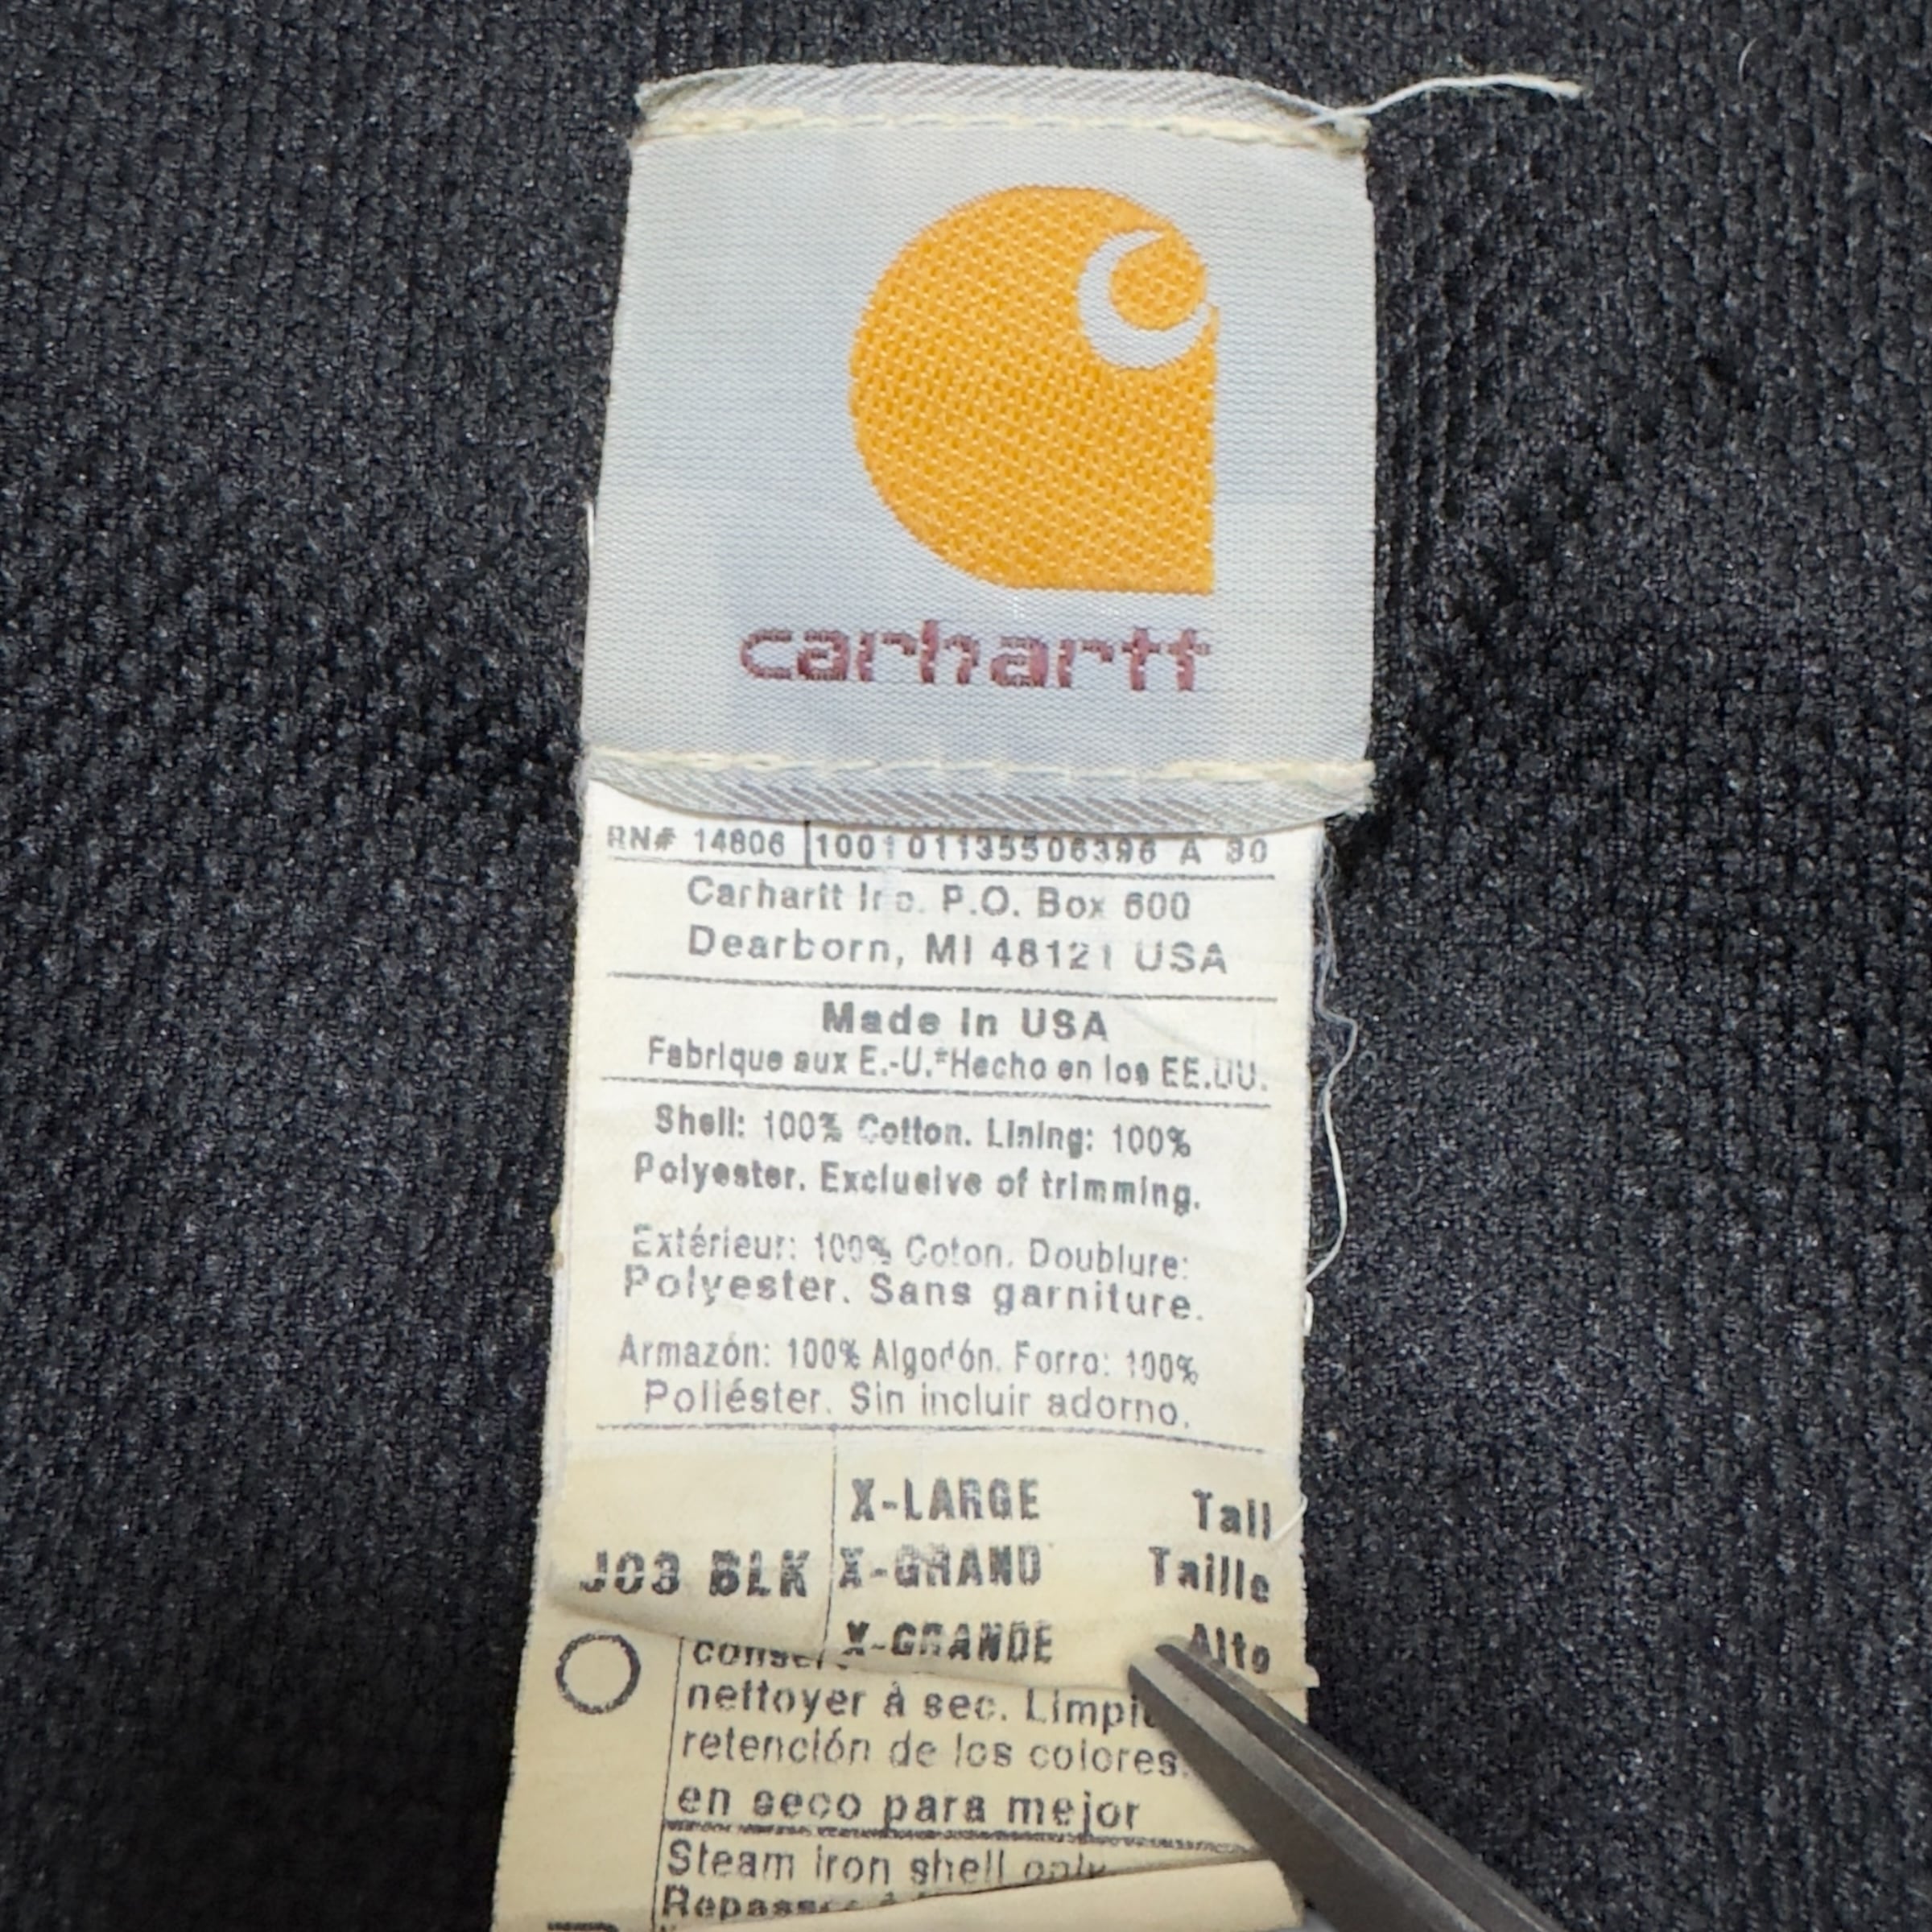 carhartt
RN# 14806 100101135506396 A 80
Carhartt Inc. P.O. Box 600
Dearborn, MI 48121 USA
Made In USA
Fabrique aux E.-U.*Hecho en los EE.UU.
Shell: 100% Cotton. Lining: 100%
Polyester. Exclusive of trimming.
Extérieur: 100% Coton. Doublure:
Polyester. Sans garniture.
Armazón: 100% Algodón. Forro: 100%
Poliéster. Sin incluir adorno.
X-LARGE Tall
J03 BLK X-GRAND Taille
X-GRANDE Alto
nettoyer à sec.
retención de los colores.
en seco para mejor
Steam iron shell only